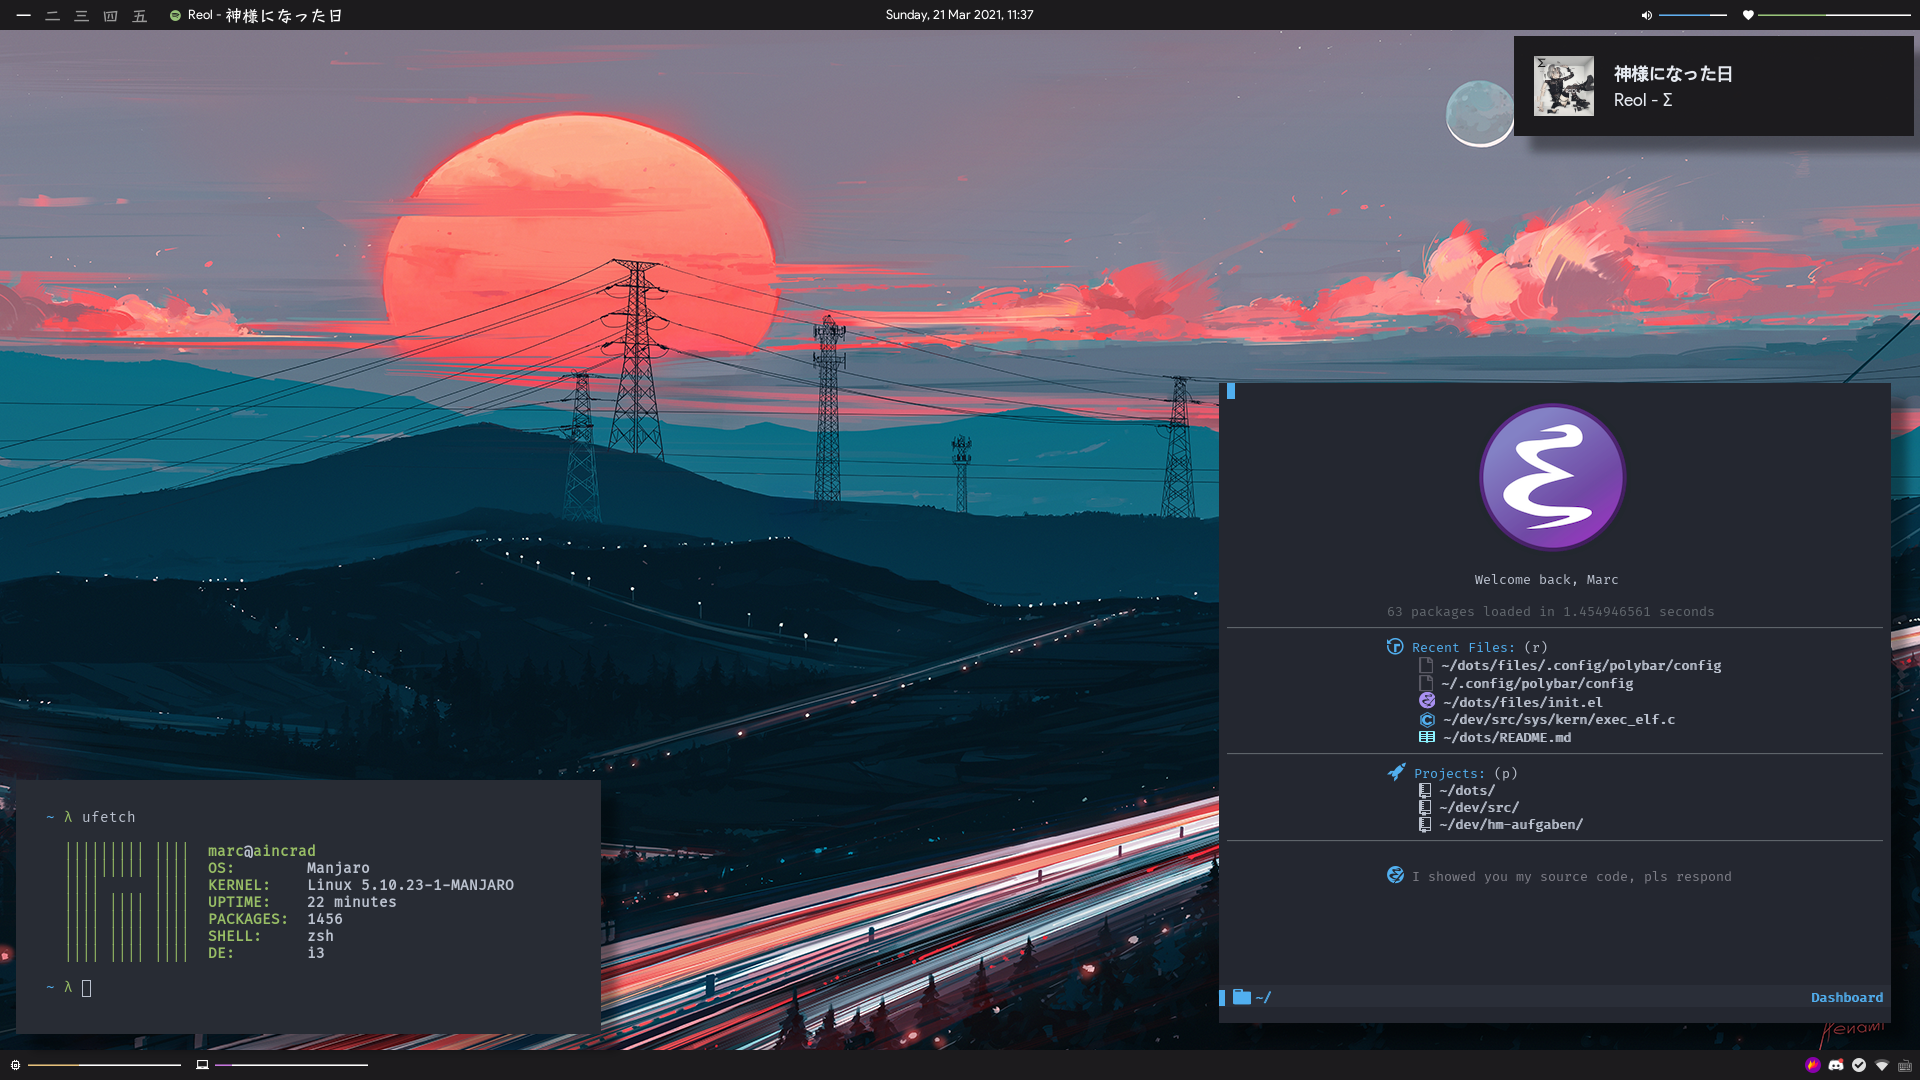 一 二 三 四 五 Reol - 神様になった日
Sunday, 21 Mar 2021, 11:37
神様になった日
Reol - Σ
Welcome back, Marc
63 packages loaded in 1.454946561 seconds
Recent Files: (r)
~/dots/files/.config/polybar/config
~/.config/polybar/config
~/dots/files/init.el
~/dev/src/sys/kern/exec_elf.c
~/dots/README.md
Projects: (p)
~/dots/
~/dev/src/
~/dev/hm-aufgaben/
I showed you my source code, pls respond
~/ Dashboard
~ λ ufetch
marc@aincrad
OS: Manjaro
KERNEL: Linux 5.10.23-1-MANJARO
UPTIME: 22 minutes
PACKAGES: 1456
SHELL: zsh
DE: i3
~ λ